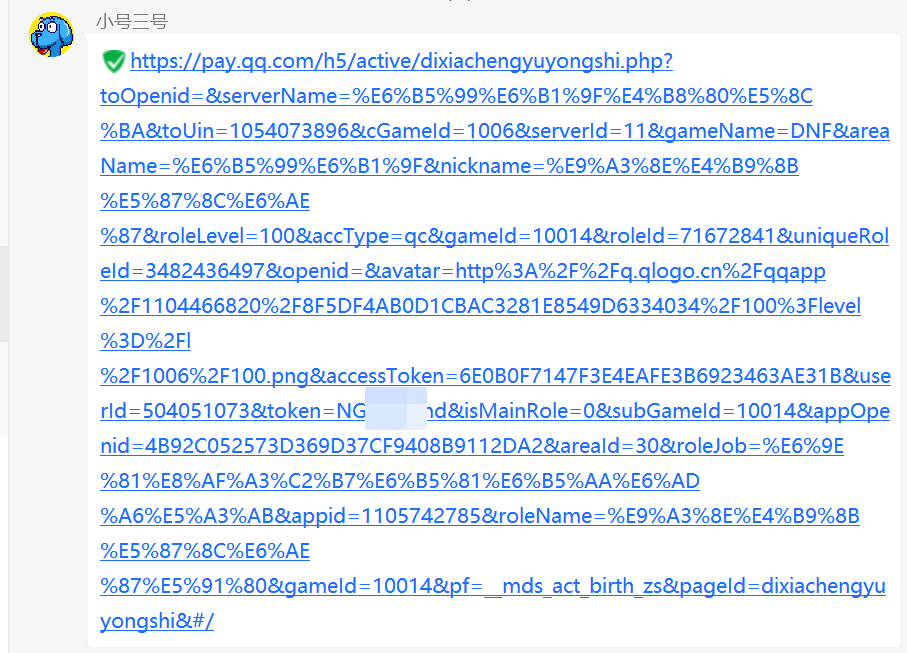 小号三号
https://pay.qq.com/h5/active/dixiachengyuyongshi.php?
toOpenid=&serverName=%E6%B5%99%E6%B1%9F%E4%B8%80%E5%8C
%BA&toUin=1054073896&cGameId=1006&serverId=11&gameName=DNF&area
Name=%E6%B5%99%E6%B1%9F&nickname=%E9%A3%8E%E4%B9%8B
%E5%87%8C%E6%AE
%87&roleLevel=100&accType=qc&gameId=10014&roleId=71672841&uniqueRol
eId=3482436497&openid=&avatar=http%3A%2F%2Fq.qlogo.cn%2Fqqapp
%2F1104466820%2F8F5DF4AB0D1CBAC3281E8549D6334034%2F100%3Flevel
%3D%2Fl
%2F1006%2F100.png&accessToken=6E0B0F7147F3E4EAFE3B6923463AE31B&use
rId=504051073&token=NG nd&isMainRole=0&subGameId=10014&appOpe
nid=4B92C052573D369D37CF9408B9112DA2&areaId=30&roleJob=%E6%9E
%81%E8%AF%A3%C2%B7%E6%B5%81%E6%B5%AA%E6%AD
%A6%E5%A3%AB&appid=1105742785&roleName=%E9%A3%8E%E4%B9%8B
%E5%87%8C%E6%AE
%87%E5%91%80&gameId=10014&pf=__mds_act_birth_zs&pageId=dixiachengyu
yongshi&#/